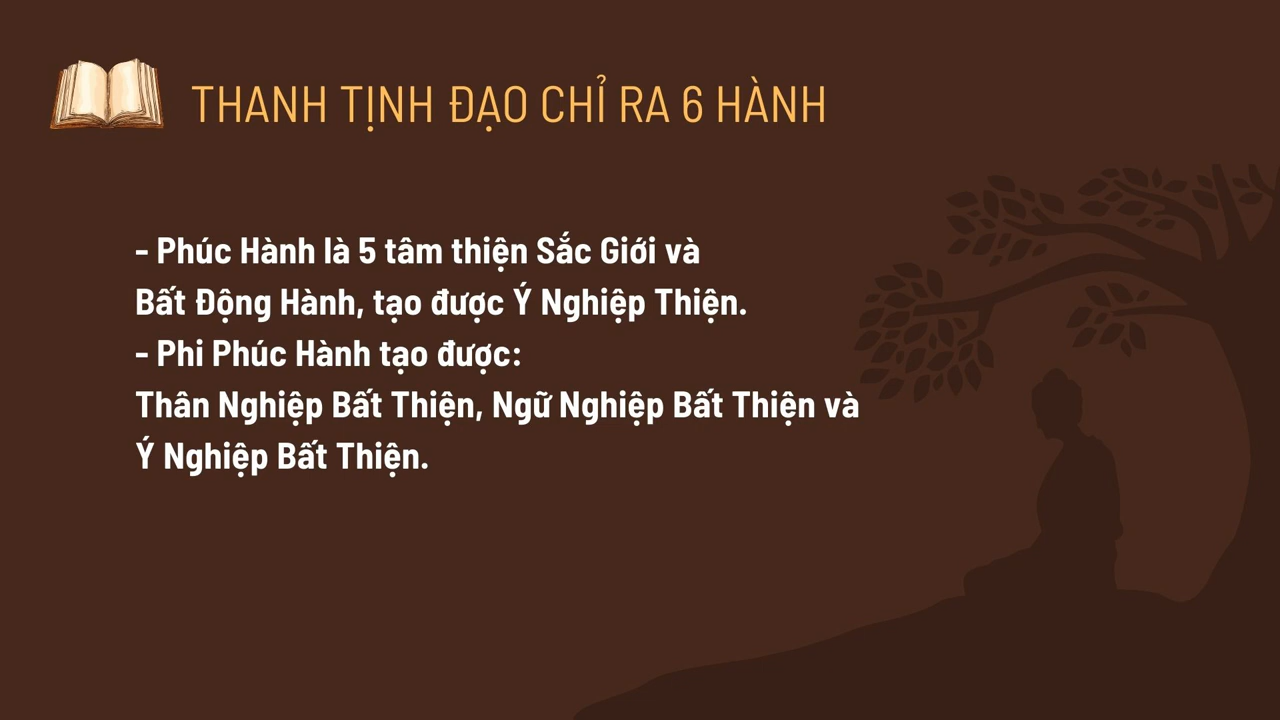 THANH TỊNH ĐẠO CHỈ RA 6 HÀNH
- Phúc Hành là 5 tâm thiện Sắc Giới và
Bất Động Hành, tạo được Ý Nghiệp Thiện.
- Phi Phúc Hành tạo được:
Thân Nghiệp Bất Thiện, Ngữ Nghiệp Bất Thiện và
Ý Nghiệp Bất Thiện.